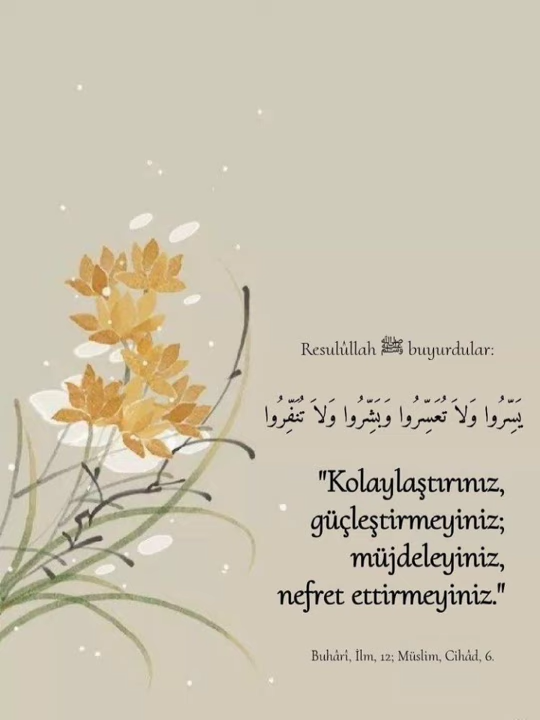 Resulûllah ﷺ buyurdular:
يَسِّرُوا وَلاَ تُعَسِّرُوا وَبَشِّرُوا وَلاَ تُنَفِّرُوا
"Kolaylaştırınız,
güçleştirmeyiniz;
müjdeleyiniz,
nefret ettirmeyiniz."
Buhârî, İlm, 12; Müslim, Cihâd, 6.